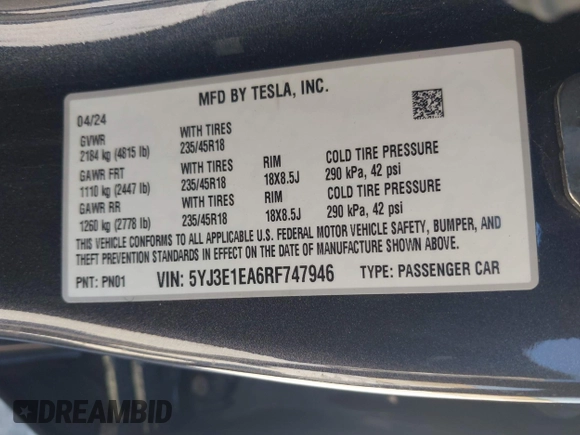 MFD BY TESLA, INC.
04/24
GVWR WITH TIRES
2184 kg (4815 lb) 235/45R18
GAWR FRT WITH TIRES RIM COLD TIRE PRESSURE
1110 kg (2447 lb) 235/45R18 18X8.5J 290 kPa, 42 psi
GAWR RR WITH TIRES RIM COLD TIRE PRESSURE
1260 kg (2778 lb) 235/45R18 18X8.5J 290 kPa, 42 psi
THIS VEHICLE CONFORMS TO ALL APPLICABLE U.S. FEDERAL MOTOR VEHICLE SAFETY, BUMPER, AND
THEFT PREVENTION STANDARDS IN EFFECT ON THE DATE OF MANUFACTURE SHOWN ABOVE.
PNT: PN01 VIN: 5YJ3E1EA6RF747946 TYPE: PASSENGER CAR
DREAMBID